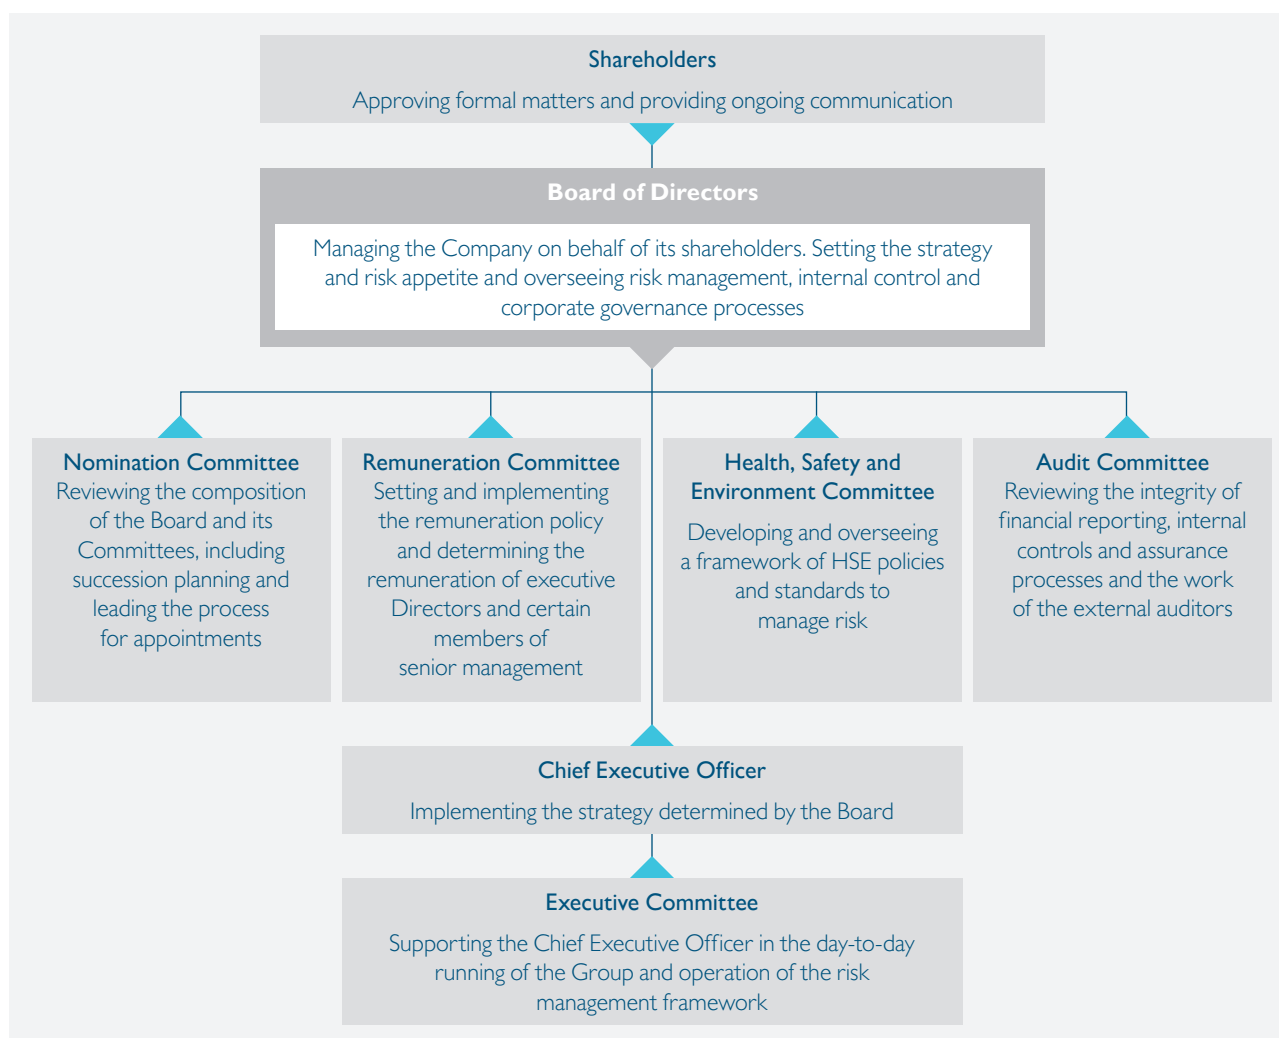 Shareholders
Approving formal matters and providing ongoing communication
Board of Directors
Managing the Company on behalf of its shareholders. Setting the strategy
and risk appetite and overseeing risk management, internal control and
corporate governance processes
Nomination Committee
Reviewing the composition
of the Board and its
Committees, including
succession planning and
leading the process
for appointments
Remuneration Committee
Setting and implementing
the remuneration policy
and determining the
remuneration of executive
Directors and certain
members of
senior management
Health, Safety and
Environment Committee
Developing and overseeing
a framework of HSE policies
and standards to
manage risk
Audit Committee
Reviewing the integrity of
financial reporting, internal
controls and assurance
processes and the work
of the external auditors
Chief Executive Officer
Implementing the strategy determined by the Board
Executive Committee
Supporting the Chief Executive Officer in the day-to-day
running of the Group and operation of the risk
management framework